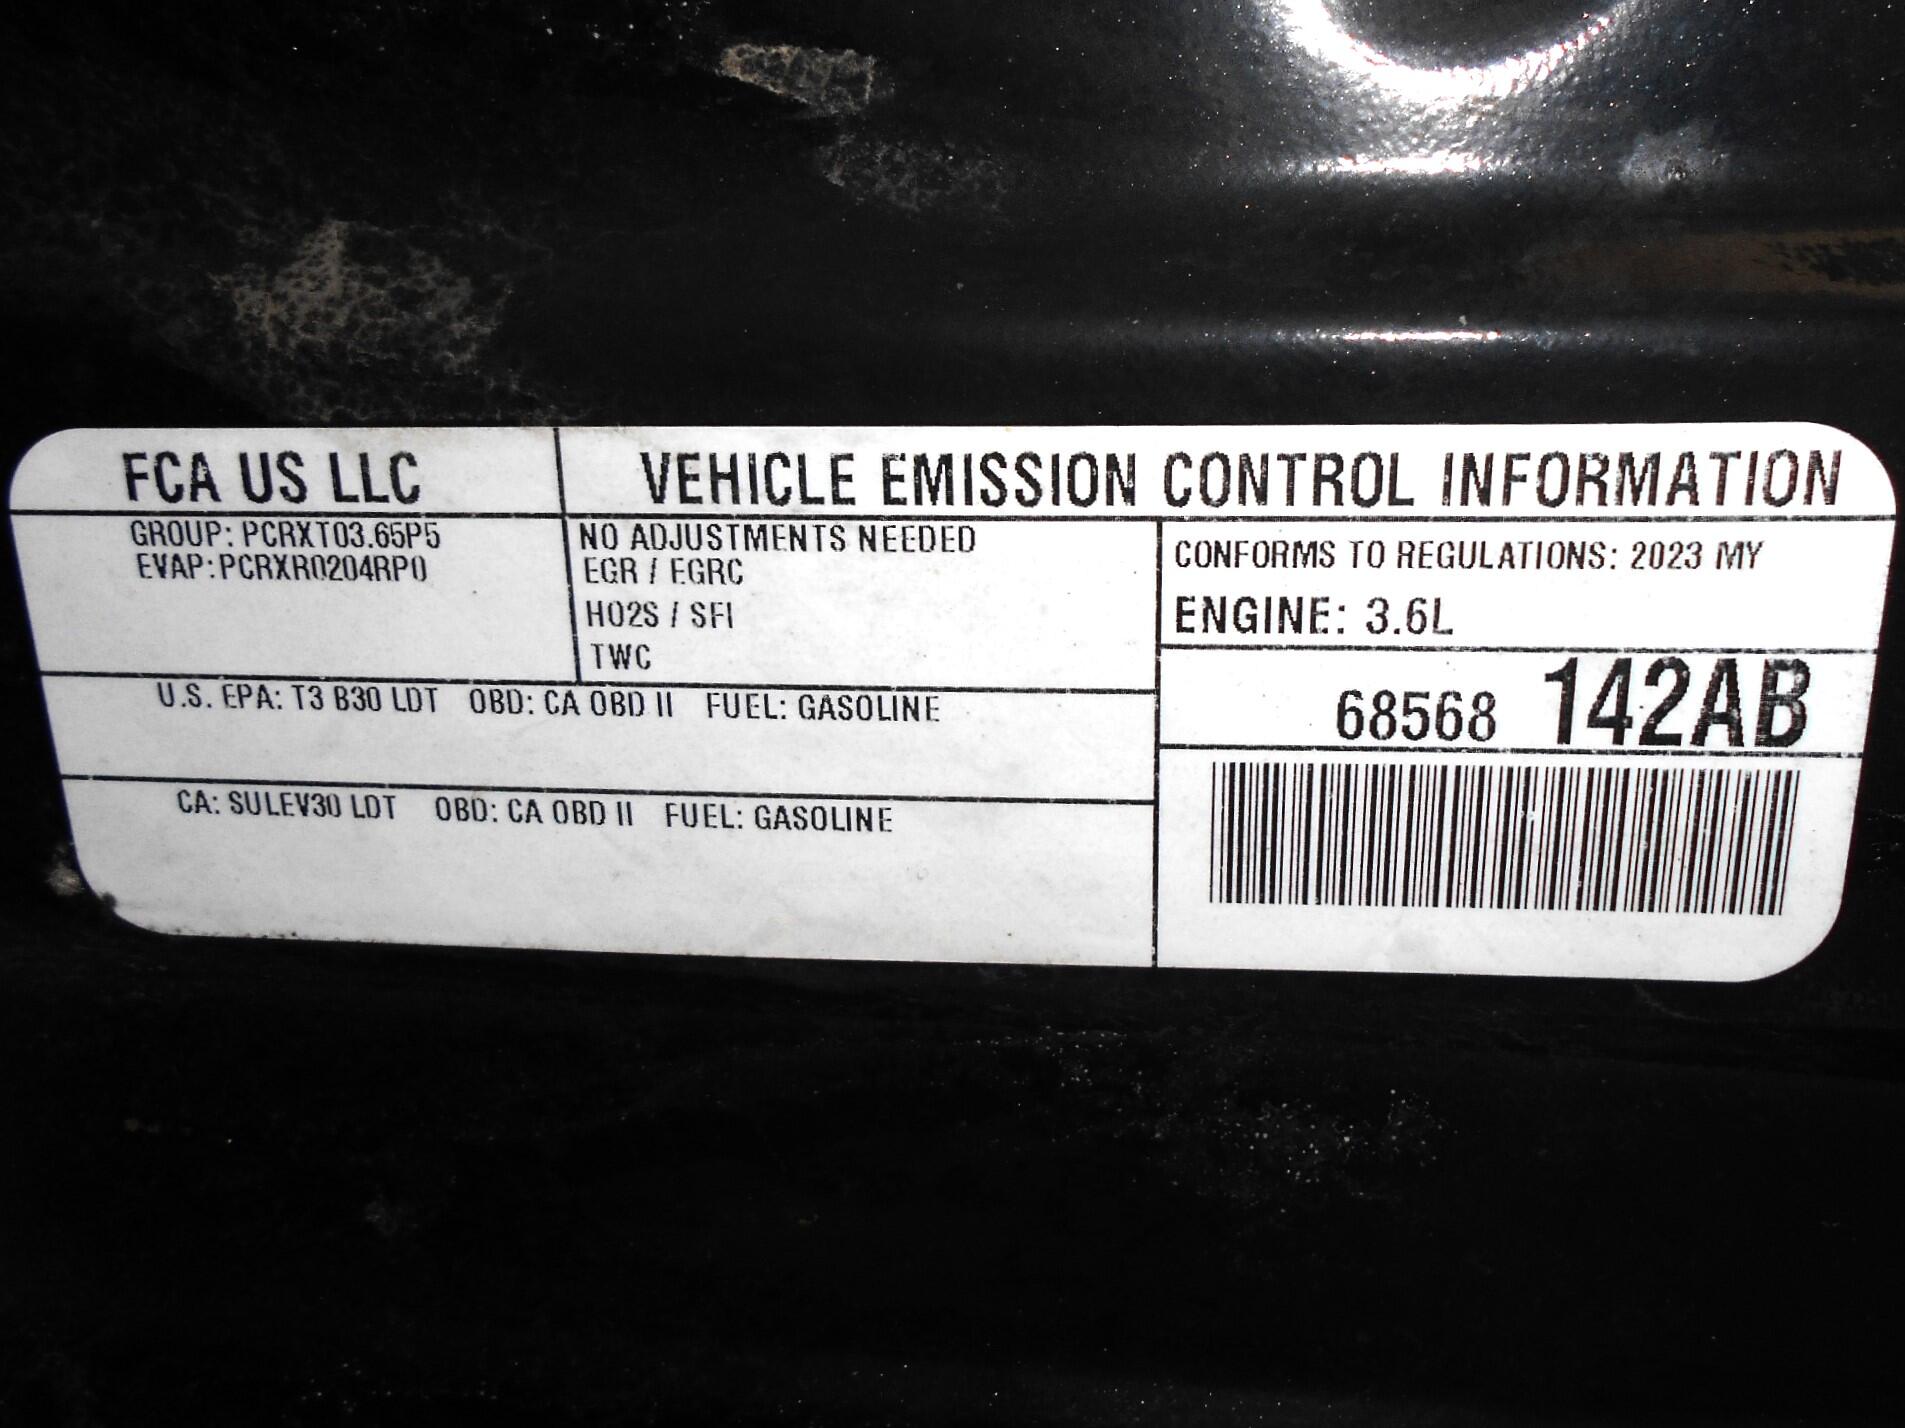 FCA US LLC
VEHICLE EMISSION CONTROL INFORMATION
GROUP: PCRXT03.65P5
EVAP: PCRXR0204RP0
NO ADJUSTMENTS NEEDED
EGR / EGRC
HO2S / SFI
TWC
CONFORMS TO REGULATIONS: 2023 MY
ENGINE: 3.6L
U.S. EPA: T3 B30 LDT OBD: CA OBD II FUEL: GASOLINE
CA: SULEV30 LDT OBD: CA OBD II FUEL: GASOLINE
68568 142AB